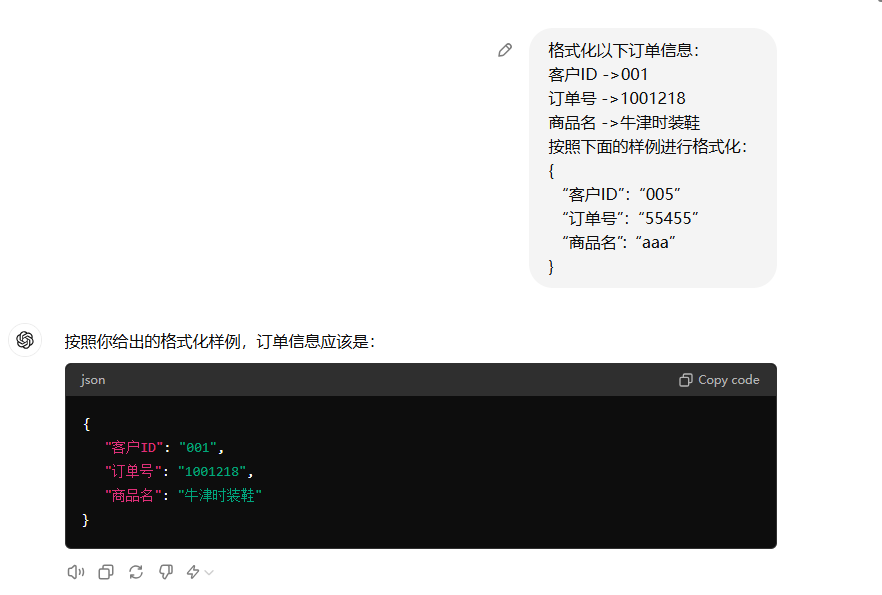 格式化以下订单信息：
客户ID ->001
订单号 ->1001218
商品名 ->牛津时装鞋
按照下面的样例进行格式化：
{
“客户ID”：“005”
“订单号”：“55455”
“商品名”：“aaa”
}
按照你给出的格式化样例，订单信息应该是：
json
Copy code
{
"客户ID": "001",
"订单号": "1001218",
"商品名": "牛津时装鞋"
}